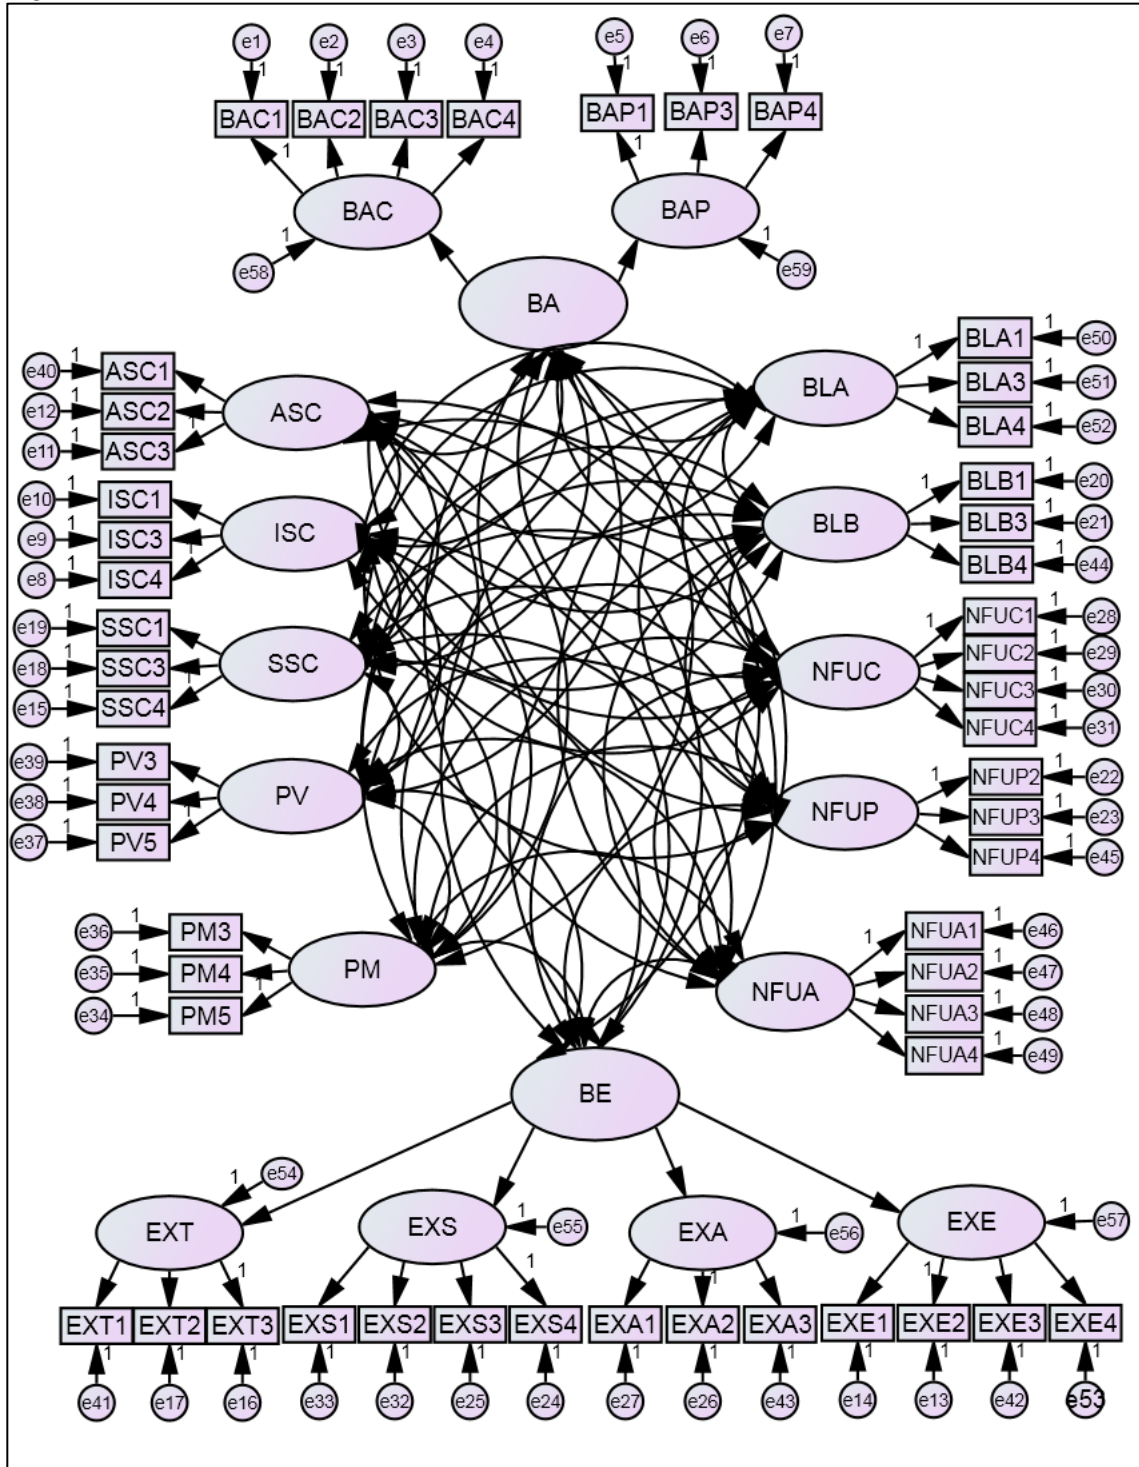 e1 e2 e3 e4 e5 e6 e7
1 1 1 1 1 1 1
BAC1 BAC2 BAC3 BAC4 BAP1 BAP3 BAP4
1 1
BAC BAP
1 1
e58 e59
BA
1 1
e40 ASC1 BLA1 e50
1 1
e12 ASC2 ASC BLA BLA3 e51
1 1 1
e11 ASC3 BLA4 e52
1 1 1
e10 ISC1 BLB1 e20
1 1
e9 ISC3 ISC BLB BLB3 e21
1 1 1
e8 ISC4 BLB4 e44
1 1 1
e19 SSC1 NFUC1 e28
1 1
e18 SSC3 SSC NFUC NFUC2 e29
1 1 1
e15 SSC4 NFUC3 e30
1
NFUC4 e31
1 1 1
e39 PV3 NFUP2 e22
1 1
e38 PV4 PV NFUP NFUP3 e23
1 1 1
e37 PV5 NFUP4 e45
1 1 1
e36 PM3 NFUA1 e46
1 1
e35 PM4 PM NFUA NFUA2 e47
1 1 1
e34 PM5 NFUA3 e48
1
NFUA4 e49
BE
1 e54 1 e55 1 e56 1 e57
EXT EXS EXA EXE
1 1 1 1
EXT1 EXT2 EXT3 EXS1 EXS2 EXS3 EXS4 EXA1 EXA2 EXA3 EXE1 EXE2 EXE3 EXE4
1 1 1 1 1 1 1 1 1 1 1 1 1 1
e41 e17 e16 e33 e32 e25 e24 e27 e26 e43 e14 e13 e42 e53